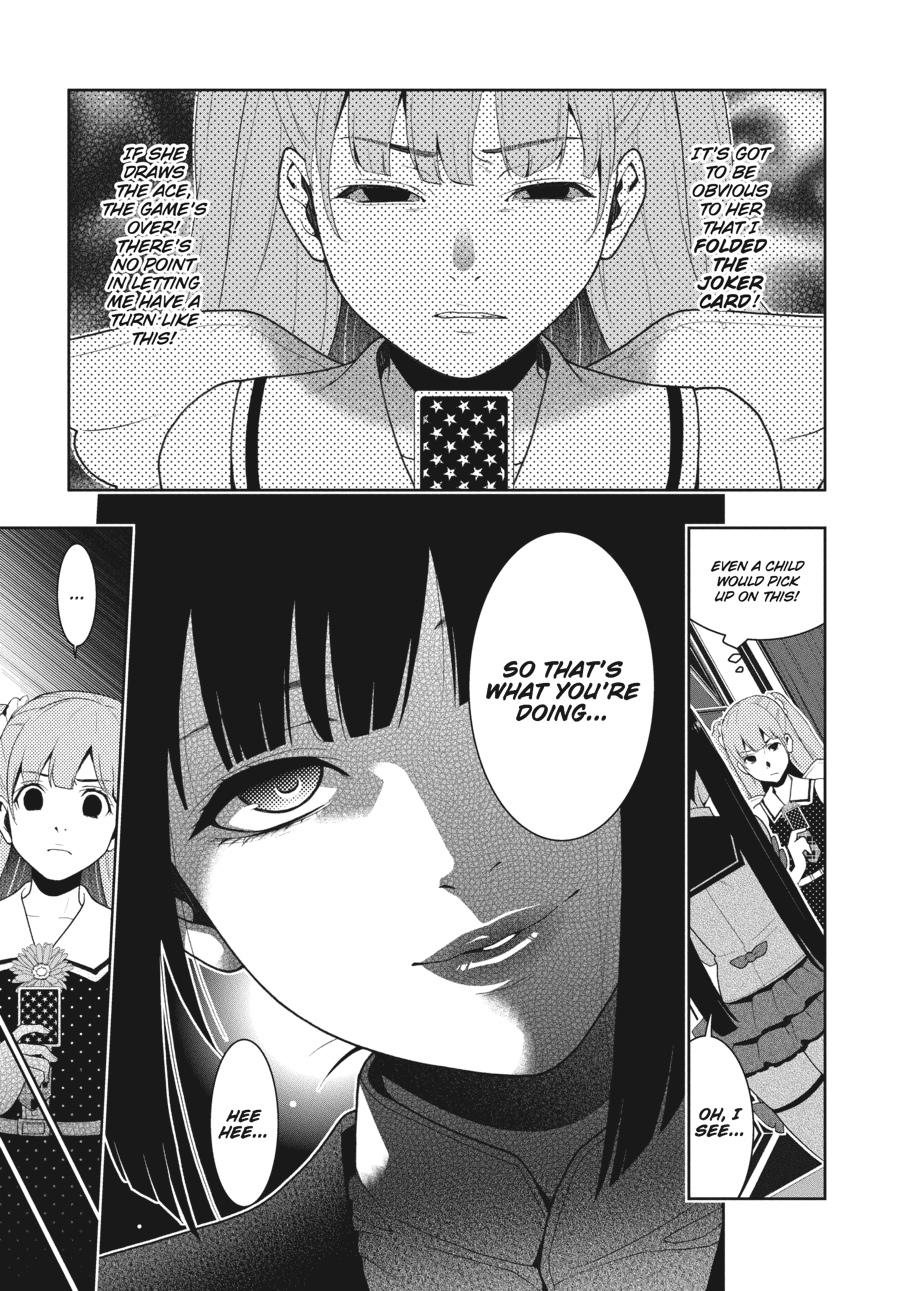 IT'S GOT
TO BE
OBVIOUS
TO HER
THAT I
FOLDED
THE
JOKER
CARD!
IF SHE
DRAWS
THE ACE,
THE GAME'S
OVER!
THERE'S
NO POINT
IN LETTING
ME HAVE A
TURN LIKE
THIS!
EVEN A CHILD
WOULD PICK
UP ON THIS!
OH, I
SEE...
SO THAT'S
WHAT YOU'RE
DOING...
HEE
HEE...
...